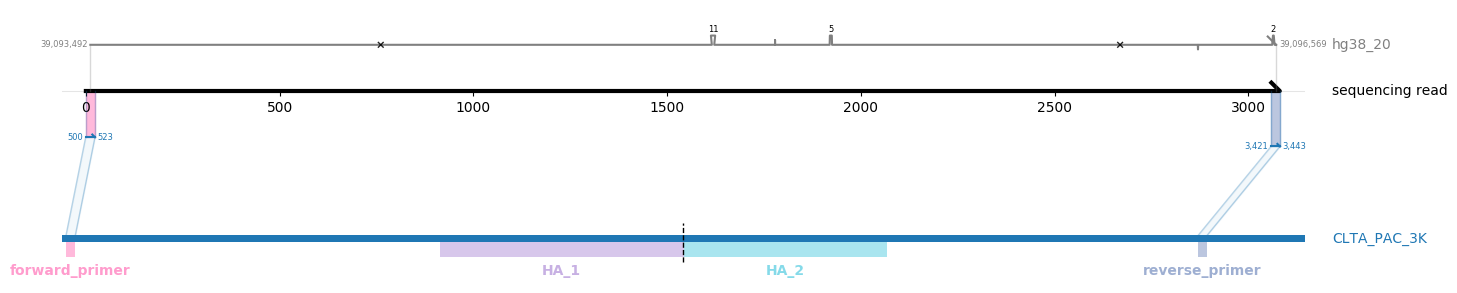 11 5 2
39,093,492 39,096,569 hg38_20
sequencing read
0 500 1000 1500 2000 2500 3000
500 523
3,421 3,443
CLTA_PAC_3K
forward_primer HA_1 HA_2 reverse_primer